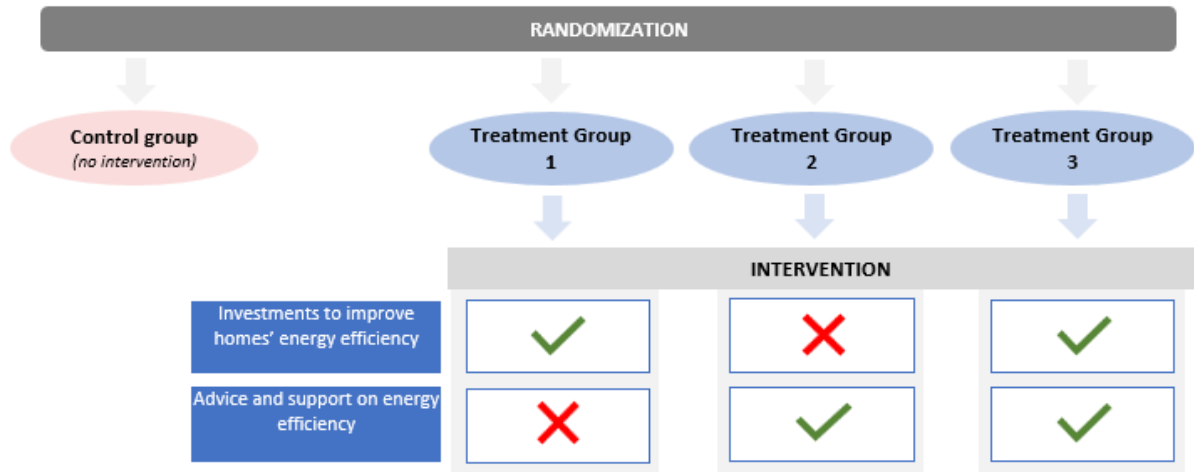 RANDOMIZATION
Control group
(no intervention)
Treatment Group
1
Treatment Group
2
Treatment Group
3
INTERVENTION
Investments to improve
homes’ energy efficiency
Advice and support on energy
efficiency